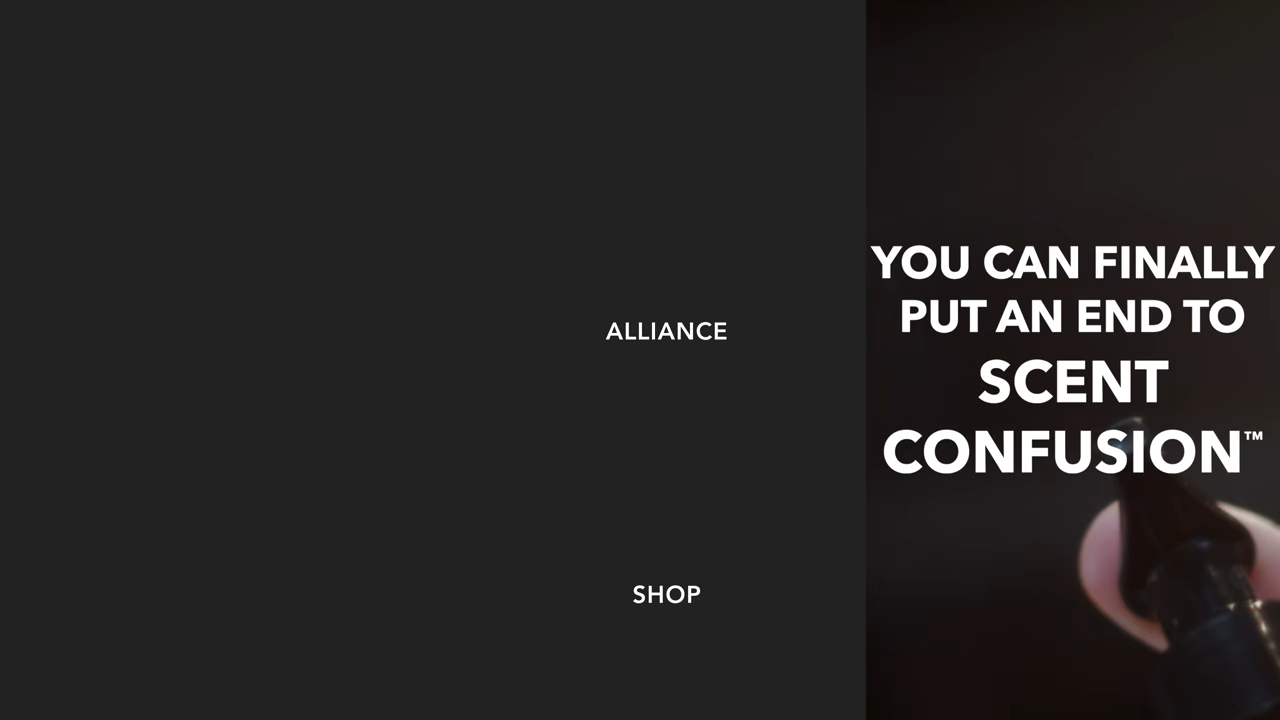 ALLIANCE
SHOP
YOU CAN FINALLY
PUT AN END TO
SCENT
CONFUSION™